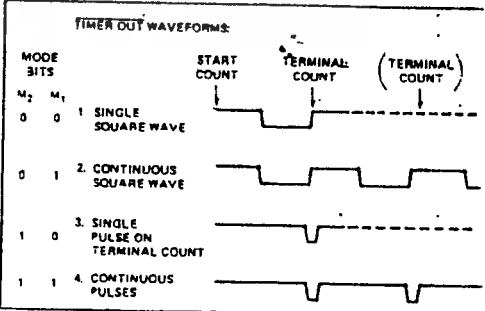 TIMER OUT WAVEFORMS:
MODE BITS
START COUNT
TERMINAL COUNT
(TERMINAL COUNT)
M2 M1
0 0 1 SINGLE SQUARE WAVE
0 1 2. CONTINUOUS SQUARE WAVE
1 0 3. SINGLE PULSE ON TERMINAL COUNT
1 1 4. CONTINUOUS PULSES